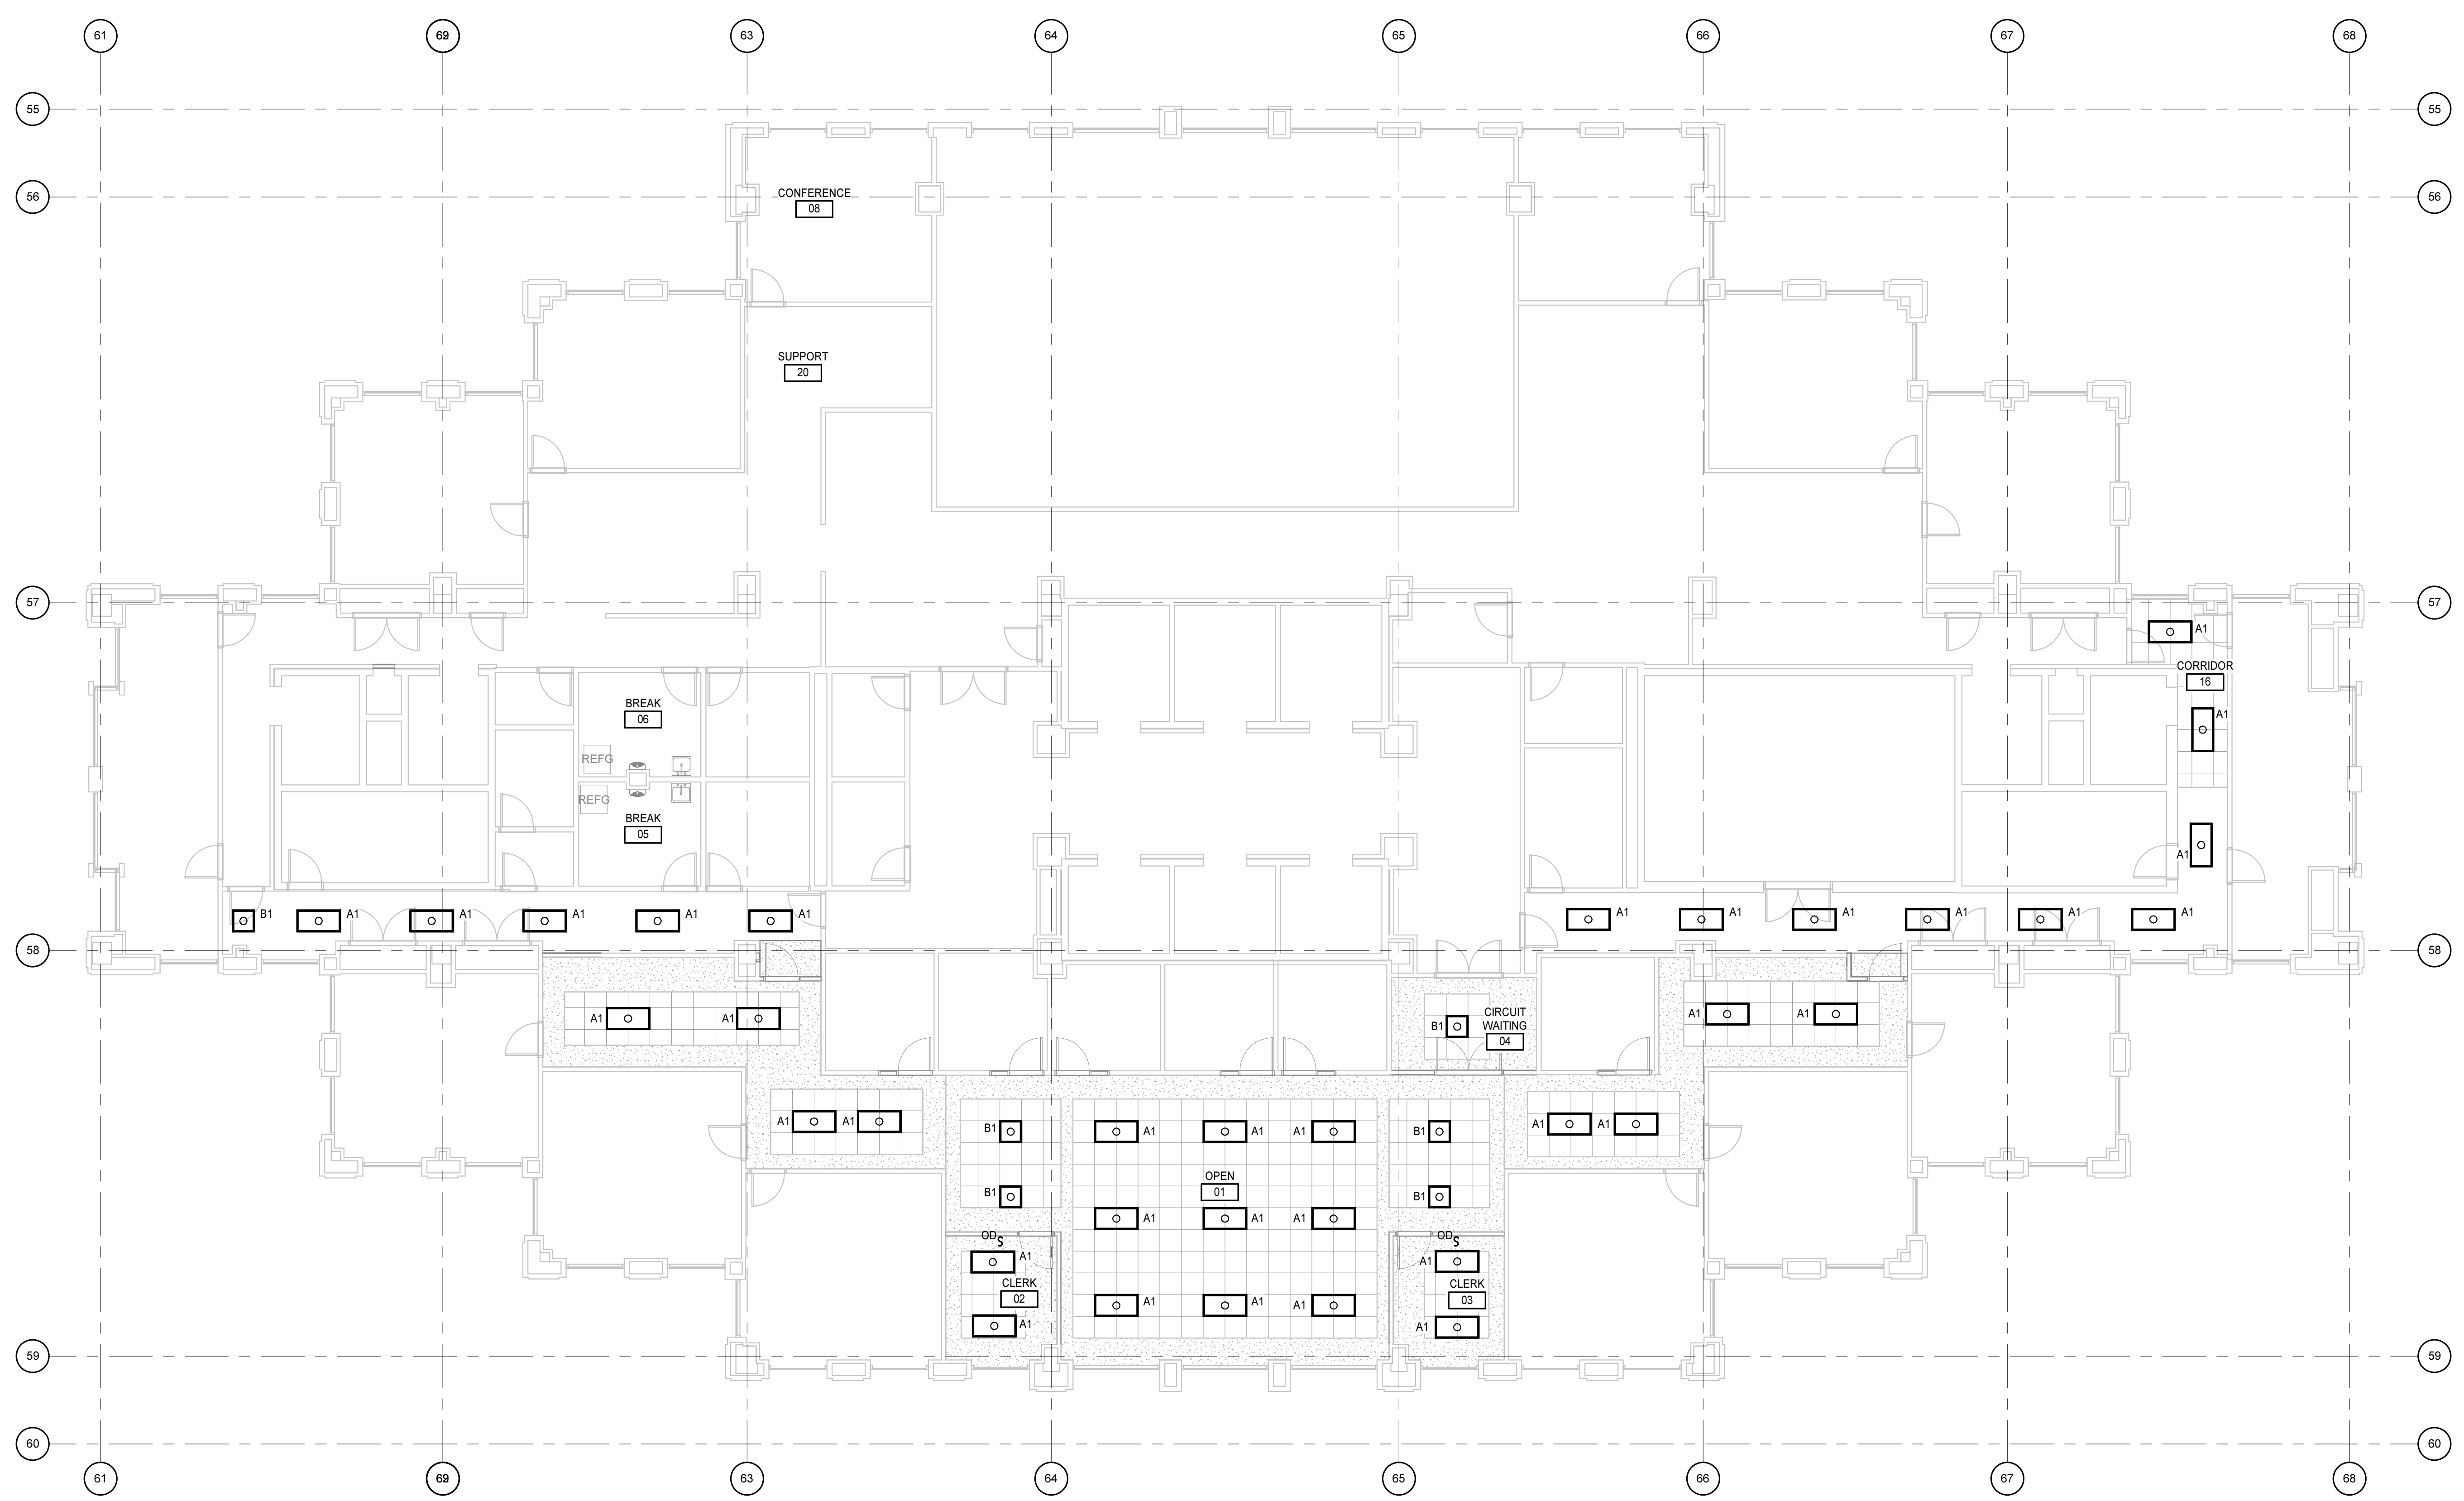 61 69 63 64 65 66 67 68
55 55
56 56
CONFERENCE
08
SUPPORT
20
57 57
A1
CORRIDOR
16
BREAK
06
A1
REFG
REFG
BREAK
05
A1
B1 A1 A1 A1 A1 A1 A1 A1 A1 A1 A1 A1
58 58
A1 A1 A1 A1
CIRCUIT
WAITING
04
B1
A1 A1 A1 A1
B1 A1 A1 A1 B1
OPEN
01
B1 A1 A1 A1 B1
OD S OD S
A1 A1
CLERK
02
CLERK
03
A1 A1 A1 A1 A1
59 59
60 60
61 69 63 64 65 66 67 68